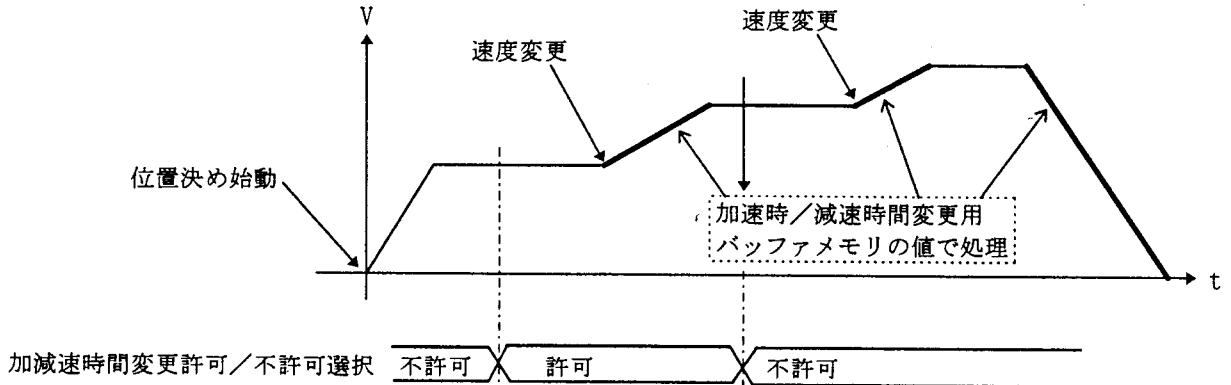 V
速度変更
速度変更
位置決め始動
加速時／減速時間変更用
バッファメモリの値で処理
t
加減速時間変更許可／不許可選択 不許可 許可 不許可